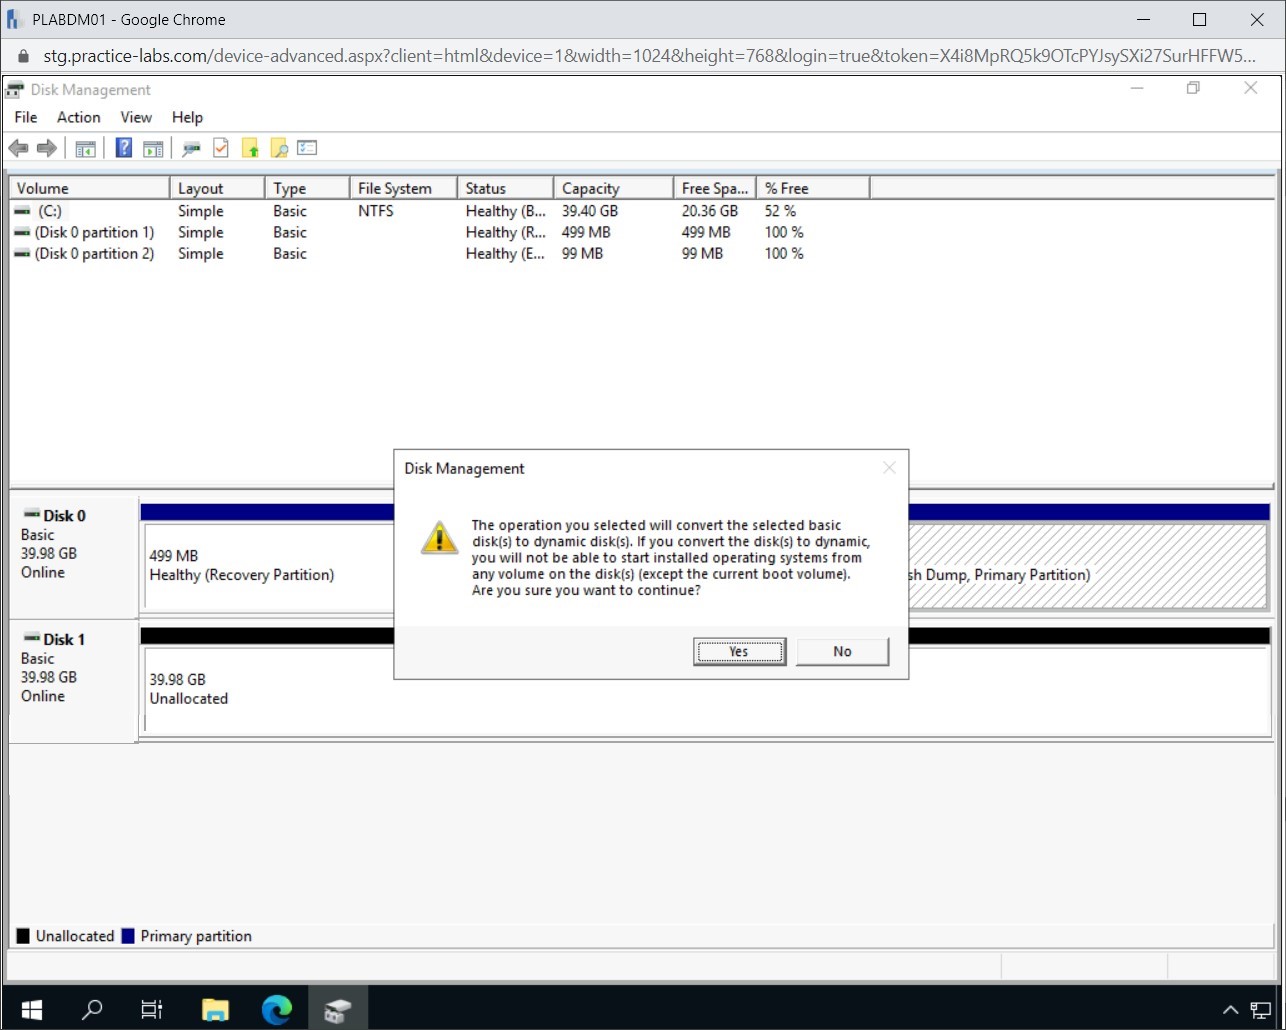 PLABDM01 - Google Chrome
stg.practice-labs.com/device-advanced.aspx?client=html&device=1&width=1024&height=768&login=true&token=X4i8MpRQ5k9OTcPYJsySXi27SurHFFW5...
Disk Management
File Action View Help
Volume Layout Type File System Status Capacity Free Spa... % Free
(C:) Simple Basic NTFS Healthy (B... 39.40 GB 20.36 GB 52 %
(Disk 0 partition 1) Simple Basic Healthy (R... 499 MB 499 MB 100 %
(Disk 0 partition 2) Simple Basic Healthy (E... 99 MB 99 MB 100 %
Disk Management
The operation you selected will convert the selected basic
disk(s) to dynamic disk(s). If you convert the disk(s) to dynamic,
you will not be able to start installed operating systems from
any volume on the disk(s) (except the current boot volume).
Are you sure you want to continue?
Yes No
Disk 0
Basic
39.98 GB
Online
499 MB
Healthy (Recovery Partition)
sh Dump, Primary Partition)
Disk 1
Basic
39.98 GB
Online
39.98 GB
Unallocated
Unallocated Primary partition